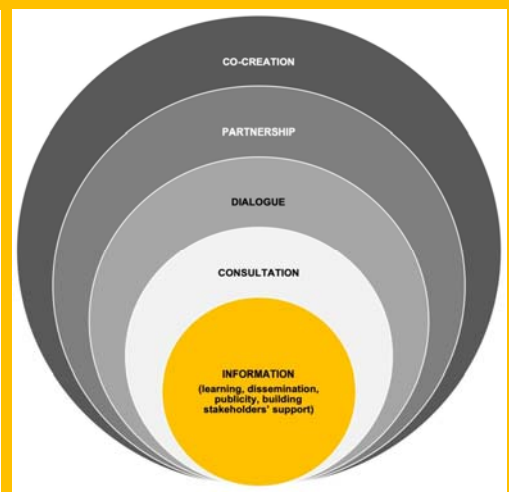 CO-CREATION
PARTNERSHIP
DIALOGUE
CONSULTATION
INFORMATION
(learning, dissemination,
publicity, building
stakeholders' support)